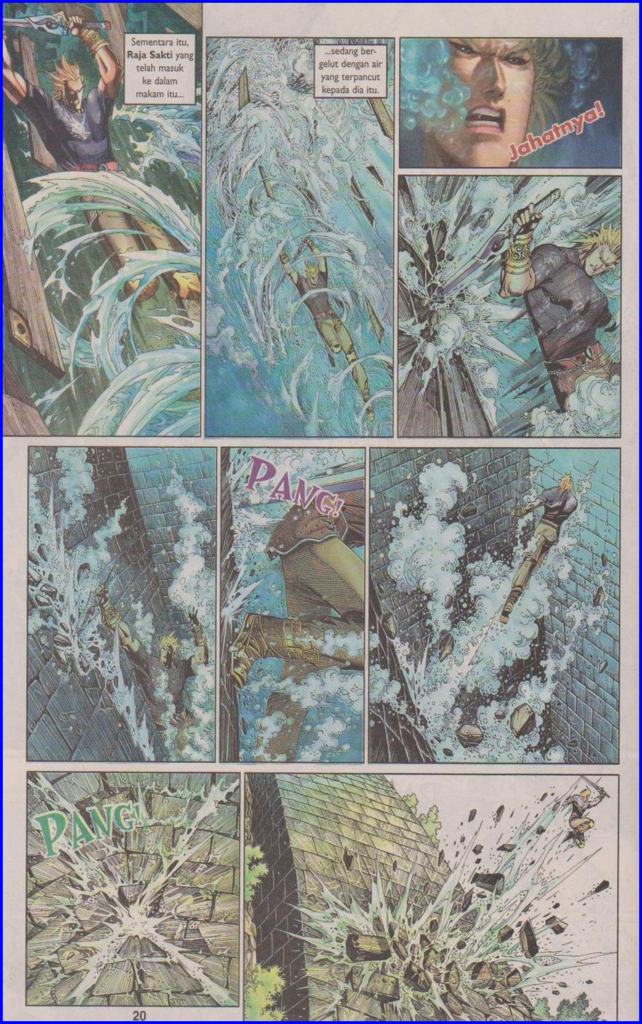 Sementara itu,
Raja Sakti yang
telah masuk
ke dalam
makam itu...
...sedang ber-
gelut dengan air
yang terpancut
kepada dia itu.
Jahatnya!
PANG!
PANG!
20